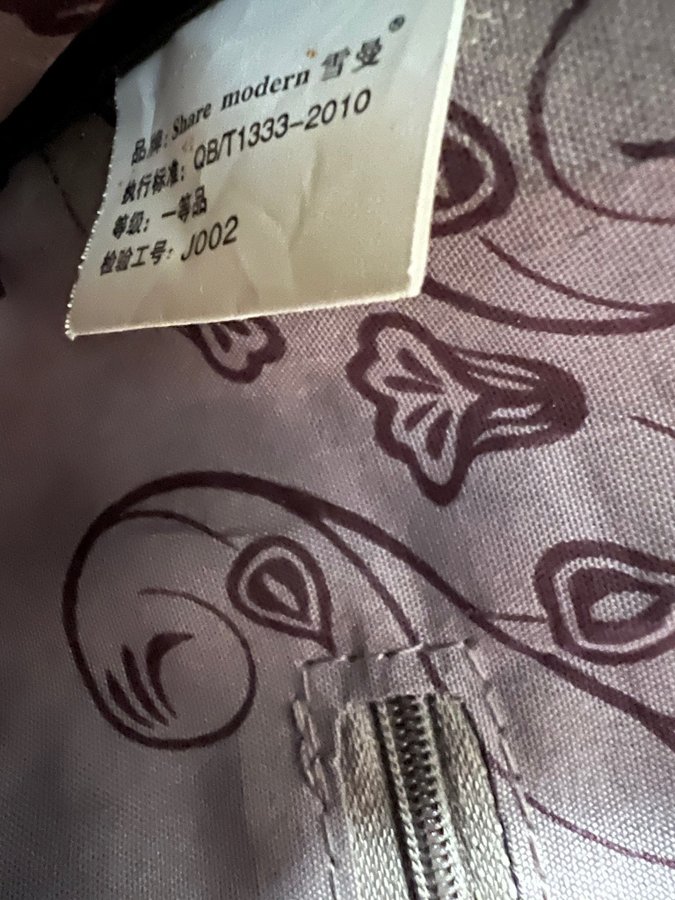 品牌：Share modern 雪曼®
执行标准：QB/T1333-2010
等级：一等品
检验工号：J002